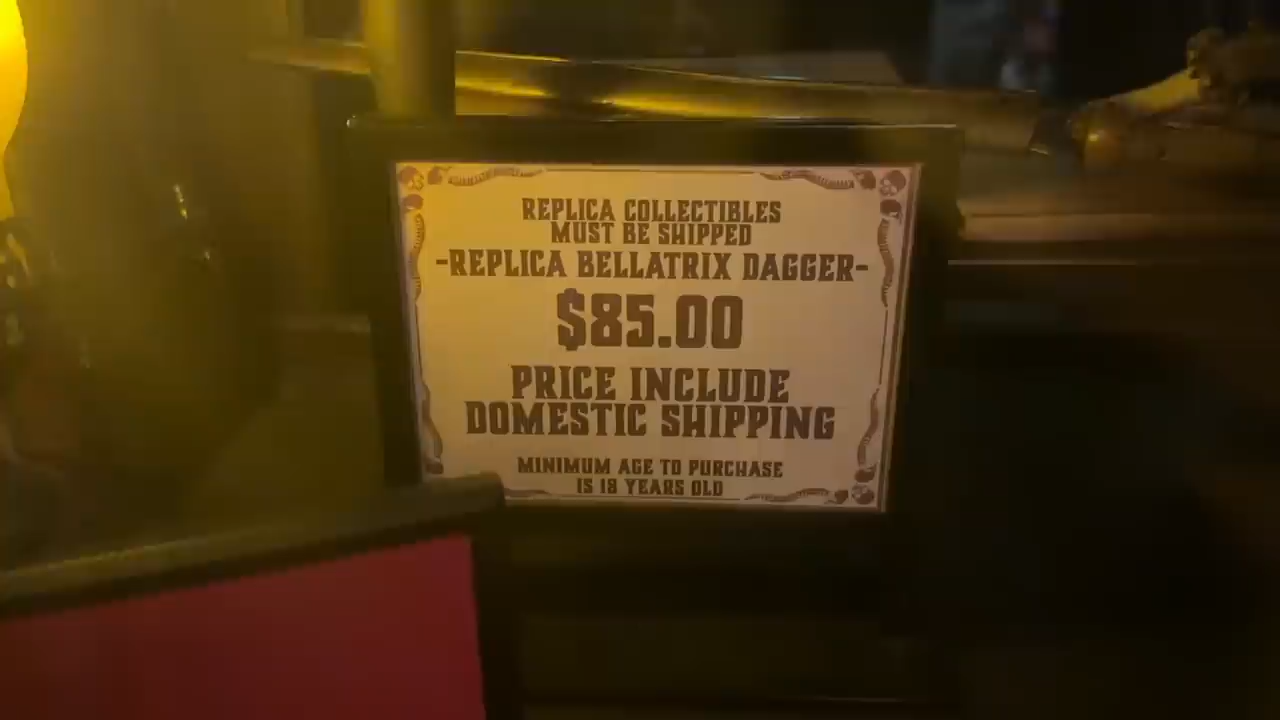 REPLICA COLLECTIBLES
MUST BE SHIPPED
-REPLICA BELLATRIX DAGGER-
$85.00
PRICE INCLUDE
DOMESTIC SHIPPING
MINIMUM AGE TO PURCHASE
IS 18 YEARS OLD